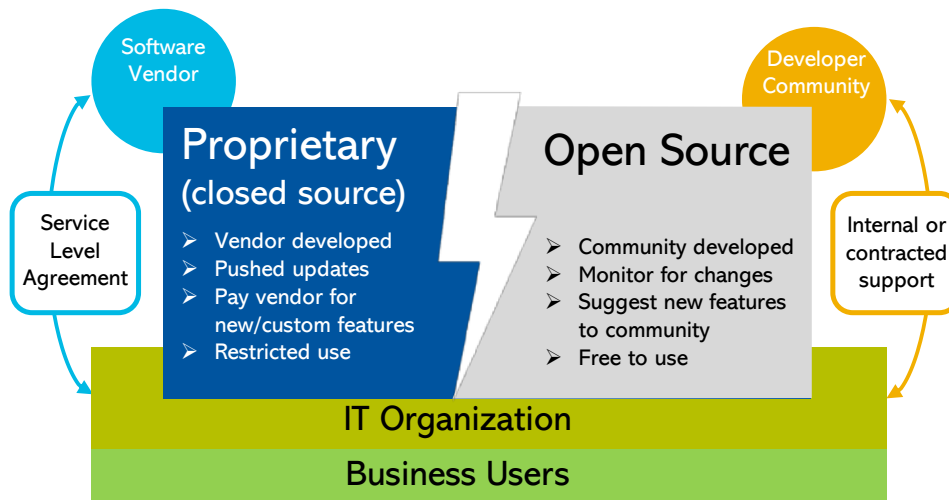 Software
Vendor
Developer
Community
Proprietary
(closed source)
➢ Vendor developed
➢ Pushed updates
➢ Pay vendor for
new/custom features
➢ Restricted use
Open Source
➢ Community developed
➢ Monitor for changes
➢ Suggest new features
to community
➢ Free to use
Service
Level
Agreement
Internal or
contracted
support
IT Organization
Business Users